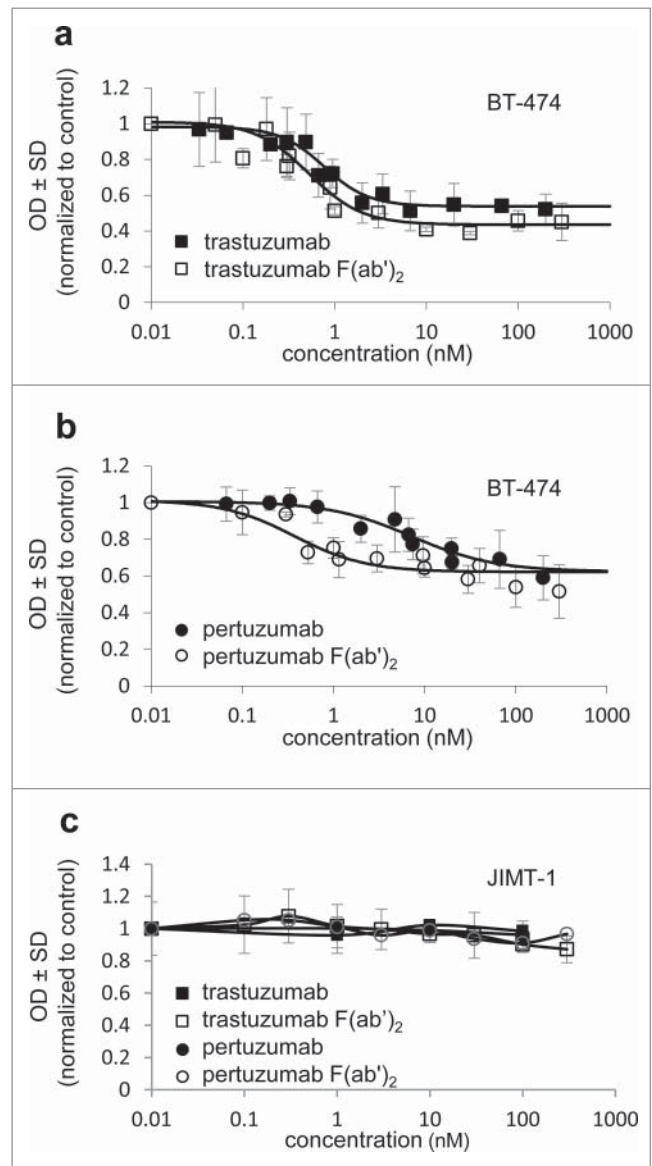 a
BT-474
OD ± SD
(normalized to control)
1.2
1
0.8
0.6
0.4
0.2
0
■ trastuzumab
□ trastuzumab F(ab')₂
0.01 0.1 1 10 100 1000
concentration (nM)
b
BT-474
OD ± SD
(normalized to control)
1.2
1
0.8
0.6
0.4
0.2
0
● pertuzumab
○ pertuzumab F(ab')₂
0.01 0.1 1 10 100 1000
concentration (nM)
c
JIMT-1
OD ± SD
(normalized to control)
1.4
1.2
1
0.8
0.6
0.4
0.2
0
■ trastuzumab
□ trastuzumab F(ab')₂
● pertuzumab
○ pertuzumab F(ab')₂
0.01 0.1 1 10 100 1000
concentration (nM)